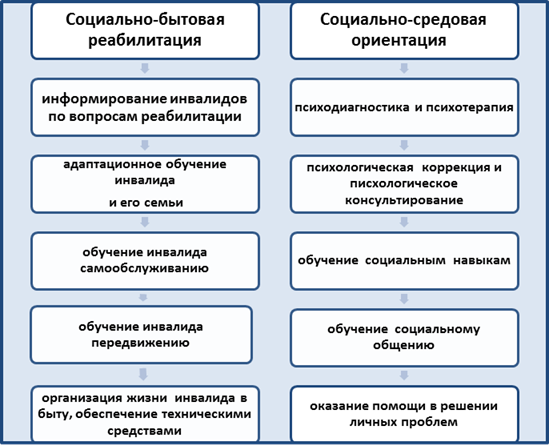 Социально-бытовая
реабилитация
информирование инвалидов
по вопросам реабилитации
адаптационное обучение
инвалида
и его семьи
обучение инвалида
самообслуживанию
обучение инвалида
передвижению
организация жизни инвалида в
быту, обеспечение техническими
средствами
Социально-средовая
ориентация
психодиагностика и психотерапия
психологическая коррекция и
писхологическое
консультирование
обучение социальным навыкам
обучение социальному
общению
оказание помощи в решении
личных проблем